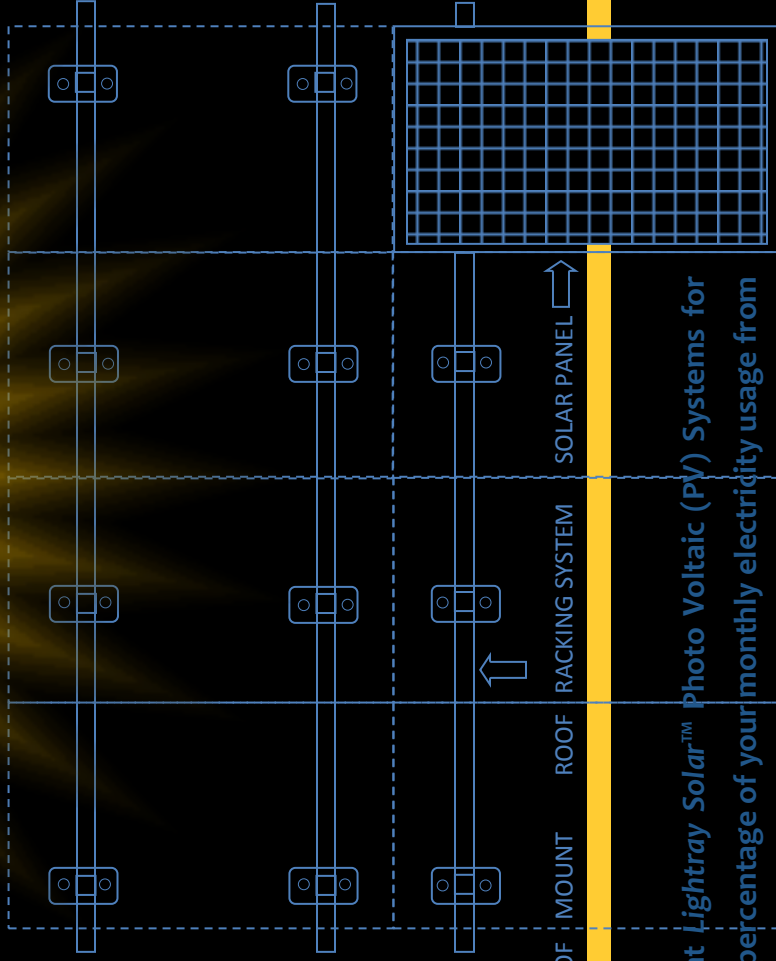 OF MOUNT ROOF RACKING SYSTEM SOLAR PANEL
Lightray Solar™ Photo Voltaic (PV) Systems for
percentage of your monthly electricity usage from